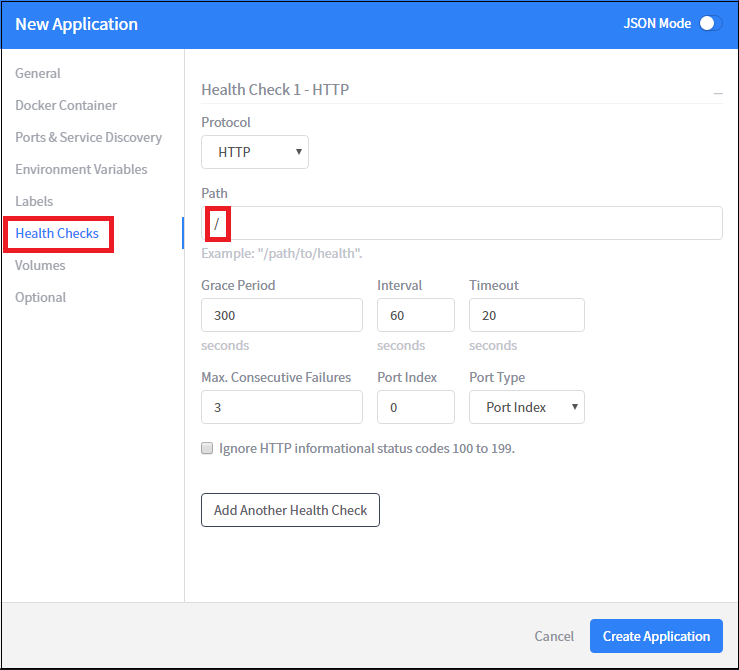 New Application
JSON Mode
General
Docker Container
Ports & Service Discovery
Environment Variables
Labels
Health Checks
Volumes
Optional
Health Check 1 - HTTP
Protocol
HTTP
Path
/
Example: "/path/to/health".
Grace Period Interval Timeout
300 60 20
seconds seconds seconds
Max. Consecutive Failures Port Index Port Type
3 0 Port Index
Ignore HTTP informational status codes 100 to 199.
Add Another Health Check
Cancel Create Application